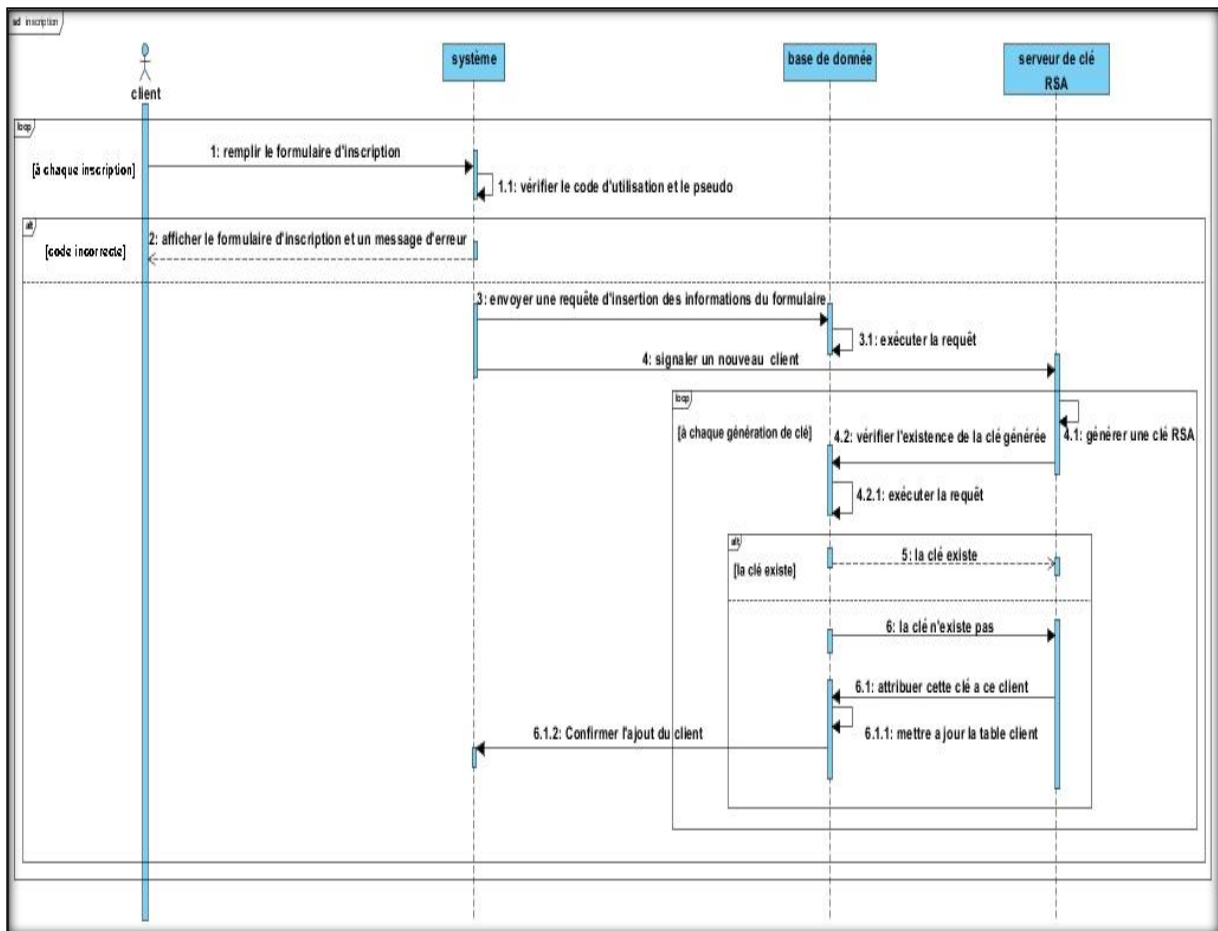 sd inscription
client
système
base de donnée
serveur de clé
RSA
loop
[à chaque inscription]
1: remplir le formulaire d'inscription
1.1: vérifier le code d'utilisation et le pseudo
alt
[code incorrecte]
2: afficher le formulaire d'inscription et un message d'erreur
3: envoyer une requête d'insertion des informations du formulaire
3.1: exécuter la requêt
4: signaler un nouveau client
loop
[à chaque génération de clé]
4.1: générer une clé RSA
4.2: vérifier l'existence de la clé générée
4.2.1: exécuter la requêt
alt
[la clé existe]
5: la clé existe
6: la clé n'existe pas
6.1: attribuer cette clé a ce client
6.1.1: mettre a jour la table client
6.1.2: Confirmer l'ajout du client